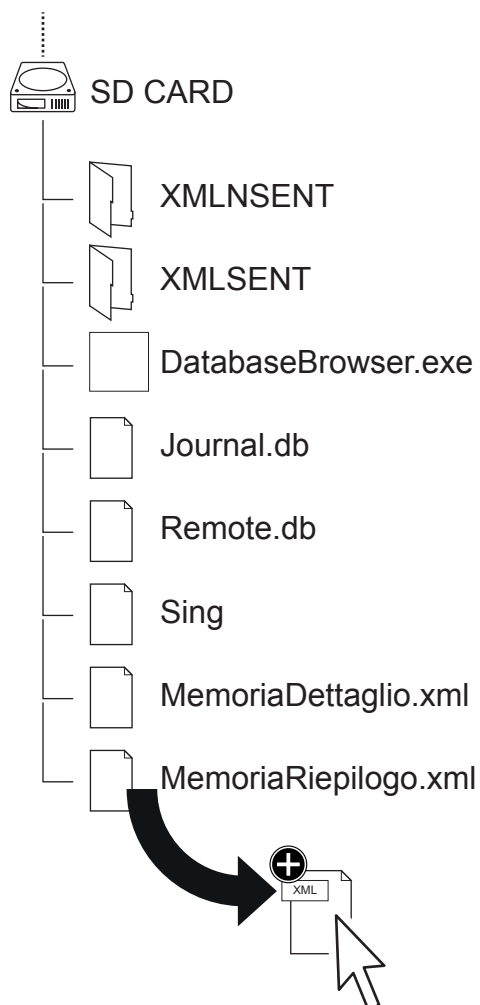 SD CARD
XMLNSENT
XMLSENT
DatabaseBrowser.exe
Journal.db
Remote.db
Sing
MemoriaDettaglio.xml
MemoriaRiepilogo.xml
XML